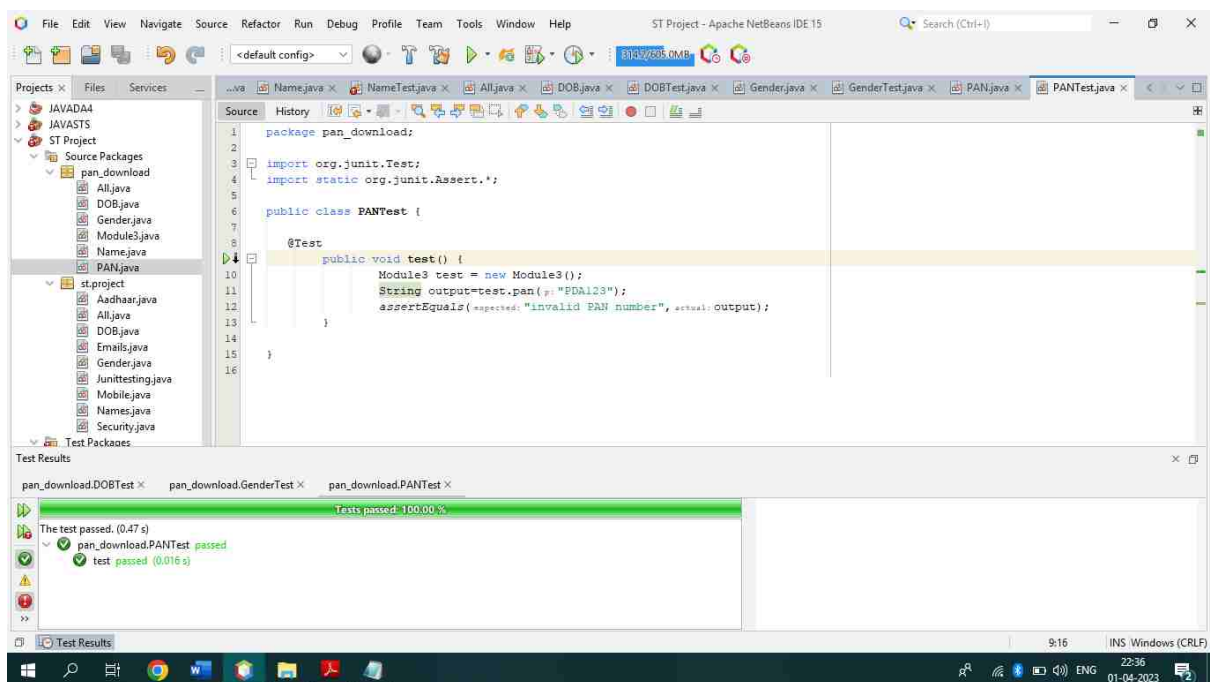 File Edit View Navigate Source Refactor Run Debug Profile Team Tools Window Help ST Project - Apache NetBeans IDE 15 Search (Ctrl+I)
<default config> 314.5/605.0MB
Projects Files Services
...va Name.java NameTest.java All.java DOB.java DOBTest.java Gender.java GenderTest.java PAN.java PANTest.java
JAVADA4
JAVASTS
ST Project
Source Packages
pan_download
All.java
DOB.java
Gender.java
Module3.java
Name.java
PAN.java
st.project
Aadhaar.java
All.java
DOB.java
Emails.java
Gender.java
Junittesting.java
Mobile.java
Names.java
Security.java
Test Packages
Source History
1 package pan_download;
2
3 import org.junit.Test;
4 import static org.junit.Assert.*;
5
6 public class PANTest {
7
8 @Test
public void test() {
10 Module3 test = new Module3();
11 String output=test.pan(p: "PDA123");
12 assertEquals(expected: "invalid PAN number", actual: output);
13 }
14
15 }
16
Test Results
pan_download.DOBTest pan_download.GenderTest pan_download.PANTest
Tests passed: 100.00 %
The test passed. (0.47 s)
pan_download.PANTest passed
test passed (0.016 s)
Test Results
9:16 INS Windows (CRLF)
ENG
22:36
01-04-2023
2